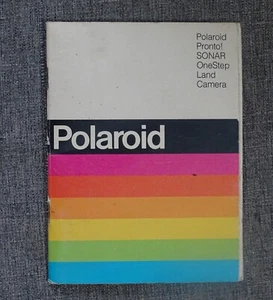 Polaroid
Pronto!
SONAR
OneStep
Land
Camera
Polaroid